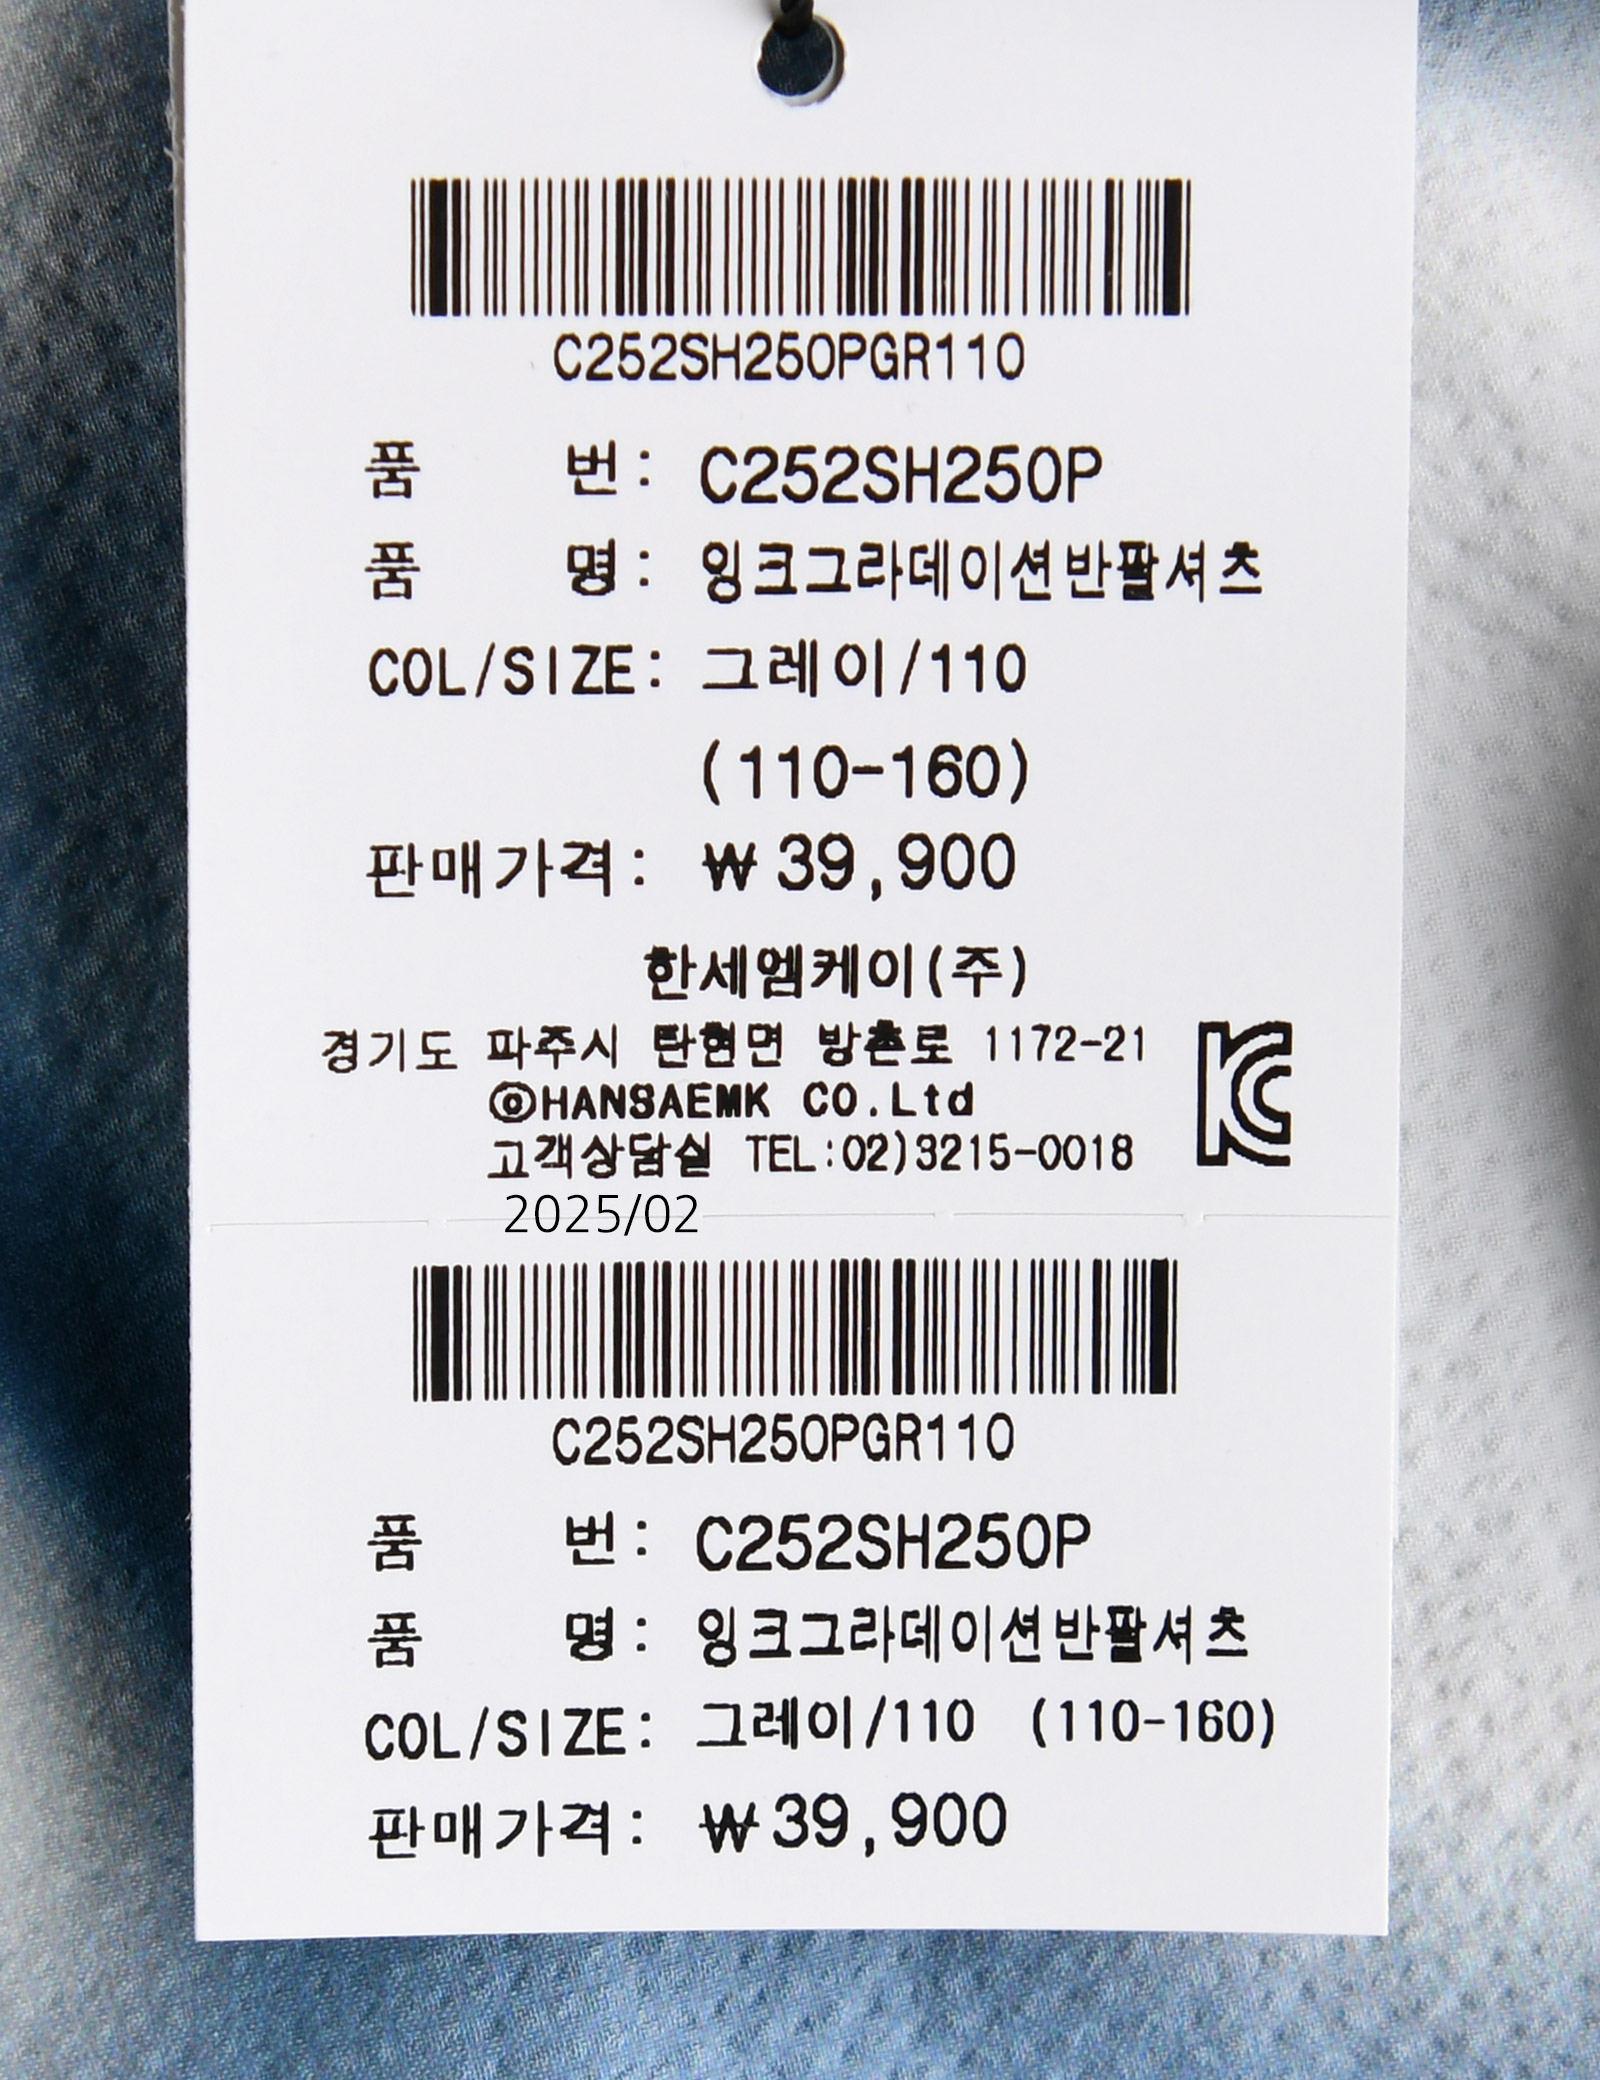 C252SH250PGR110
품 번: C252SH250P
품 명: 잉크그라데이션반팔셔츠
COL/SIZE: 그레이/110
(110-160)
판매가격: ₩39,900
한세엠케이(주)
경기도 파주시 탄현면 방촌로 1172-21
ⓒHANSAEMK CO.Ltd
고객상담실 TEL:02)3215-0018
KC
2025/02
C252SH250PGR110
품 번: C252SH250P
품 명: 잉크그라데이션반팔셔츠
COL/SIZE: 그레이/110 (110-160)
판매가격: ₩39,900